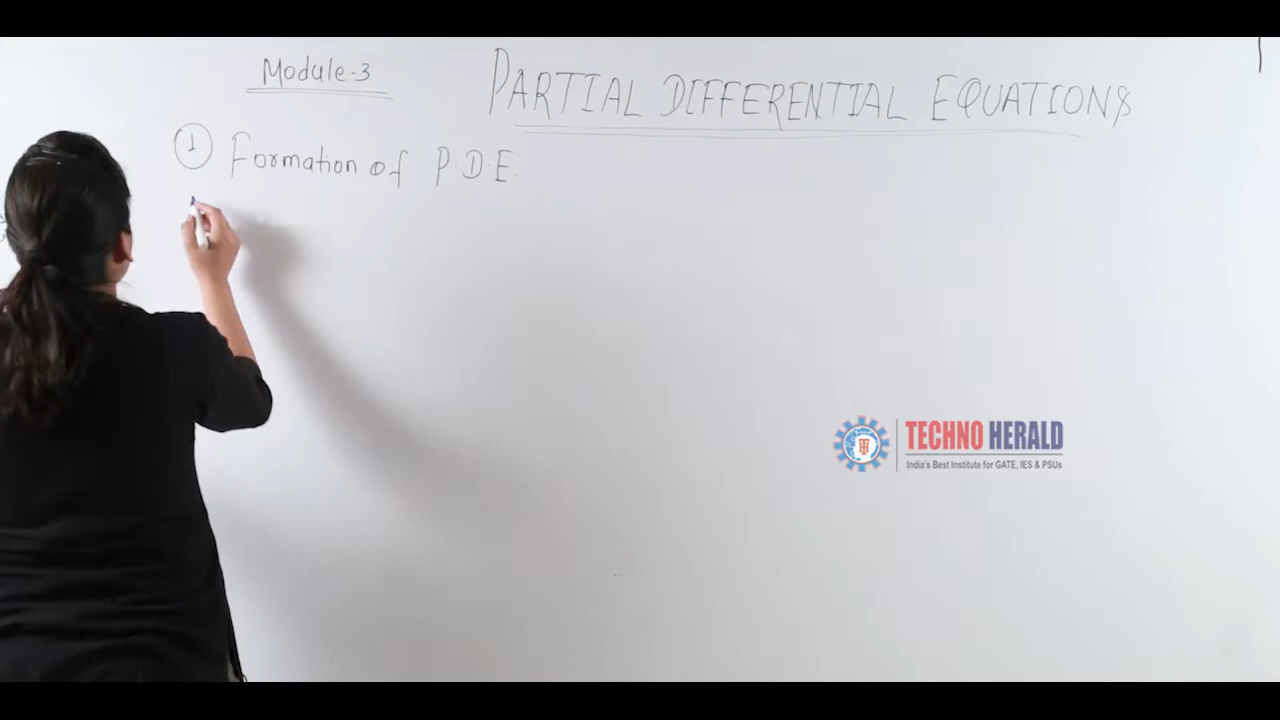 Module-3
PARTIAL DIFFERENTIAL EQUATIONS
1 Formation of P.D.E.
TECHNO HERALD
India's Best Institute for GATE, IES & PSUs